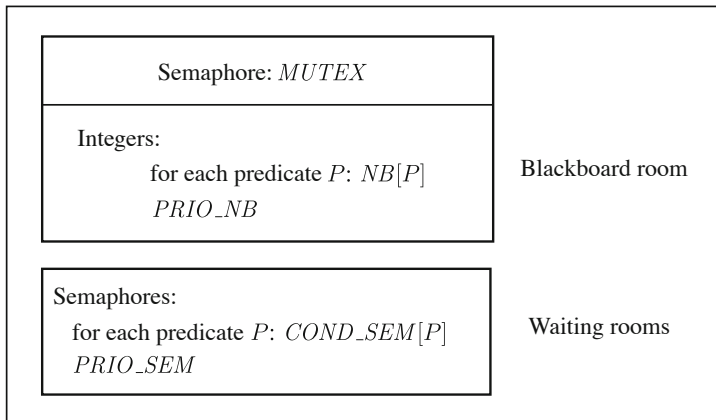 Semaphore: MUTEX
Integers:
for each predicate P: NB[P]
PRIO_NB
Blackboard room
Semaphores:
for each predicate P: COND_SEM[P]
PRIO_SEM
Waiting rooms